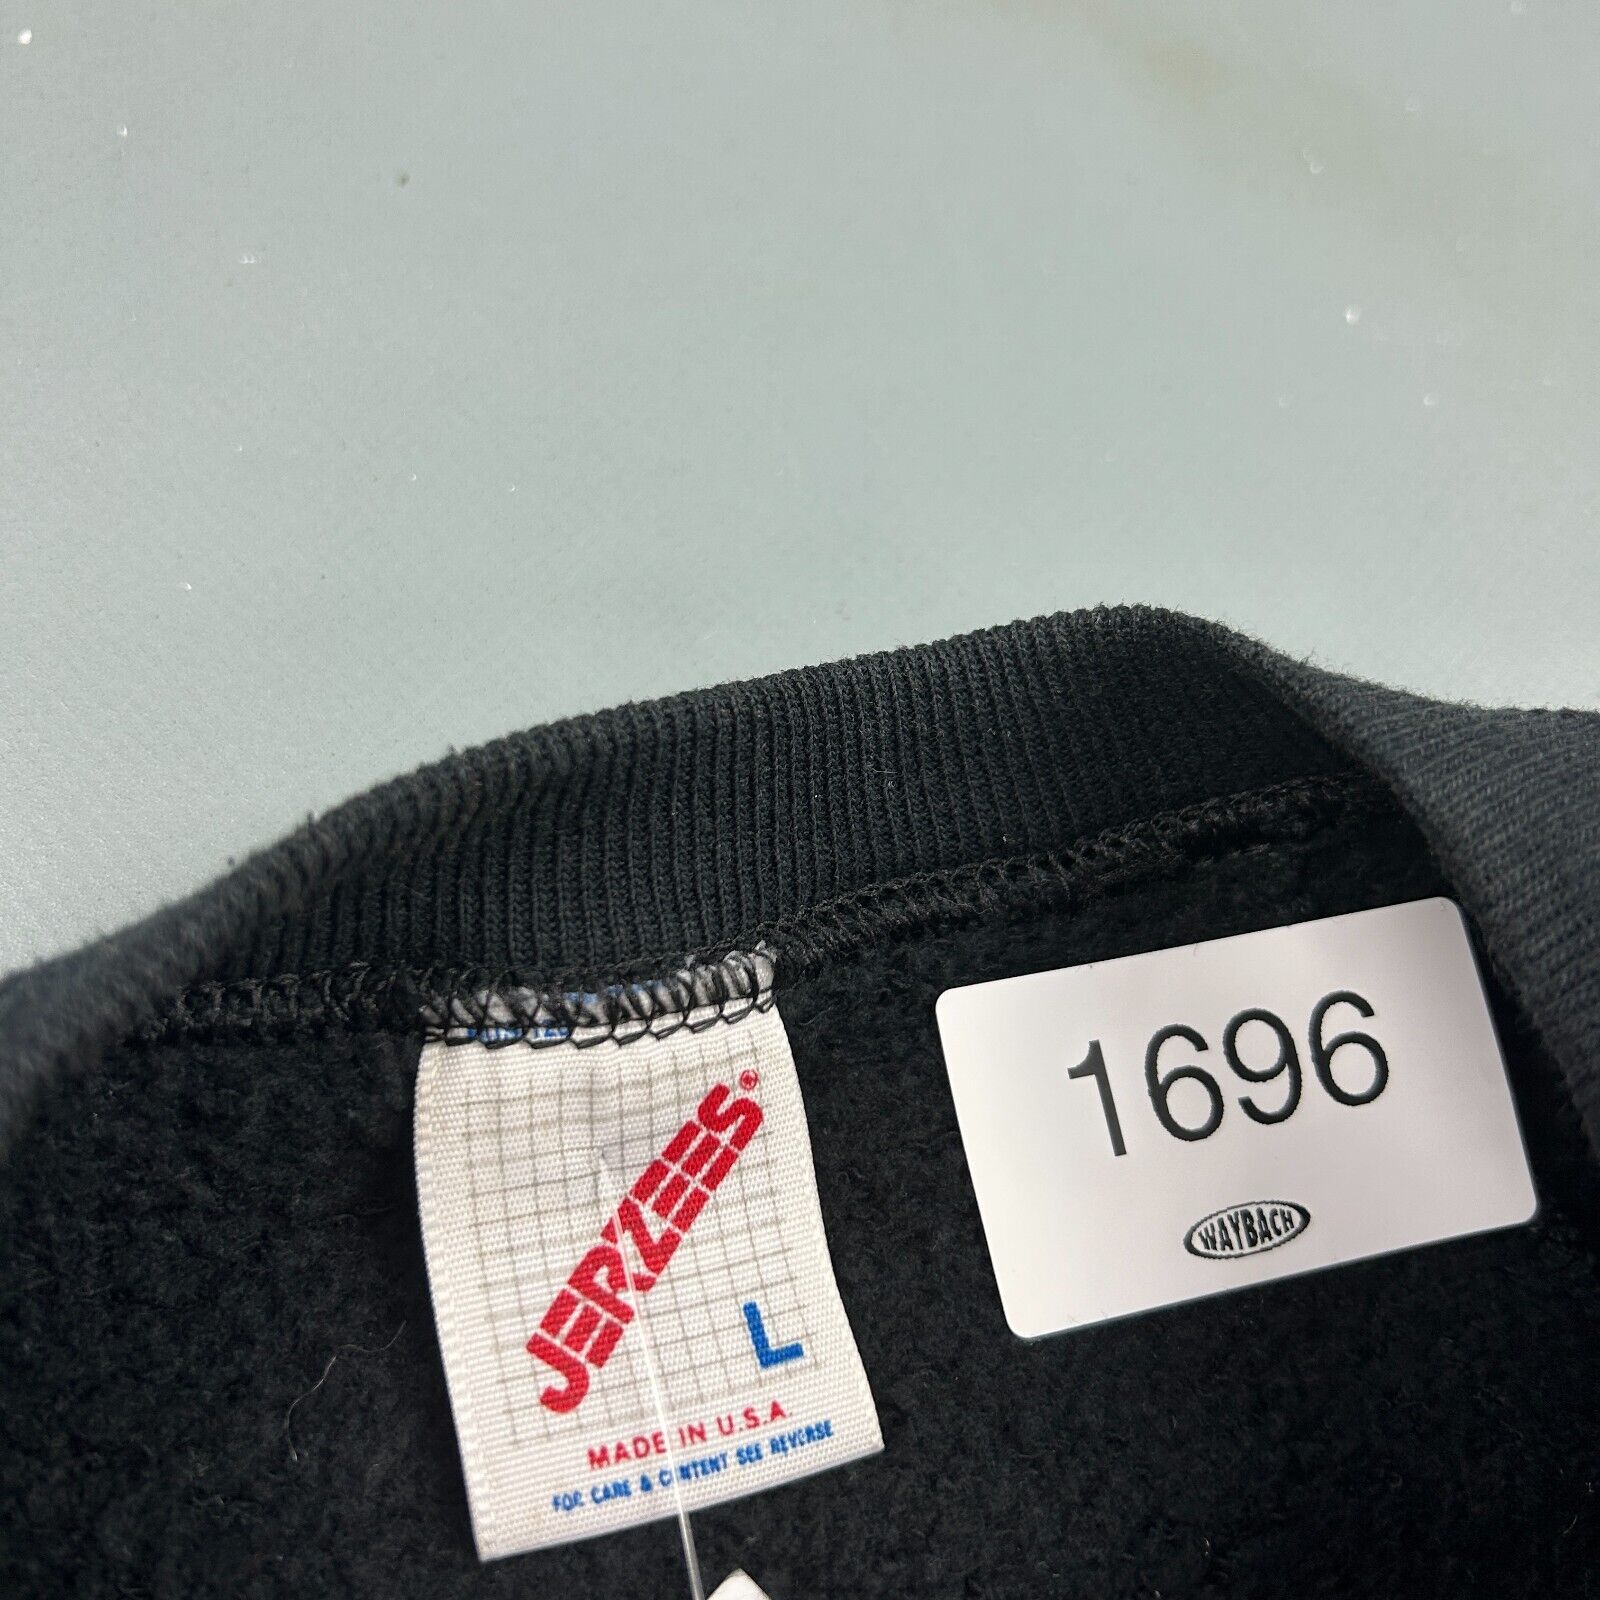 JERZEES®
L
MADE IN U.S.A.
FOR CARE & CONTENT SEE REVERSE
1696
WAYBACH